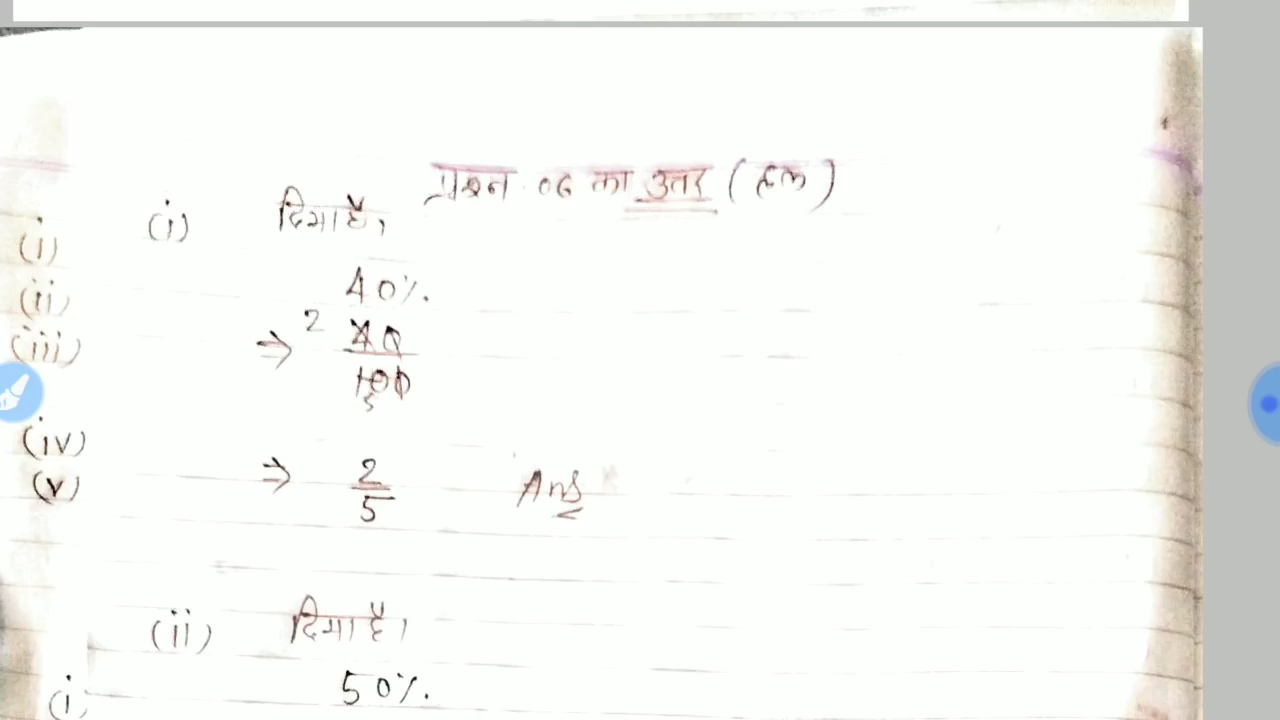 प्रश्न 06 का उत्तर (हल)
(i) (i) दिया है,
(ii) 40%.
(iii) ⇒ 2 40
100
5
(iv)
(v) ⇒ 2/5 Ans
(ii) दिया है।
(i) 50%.